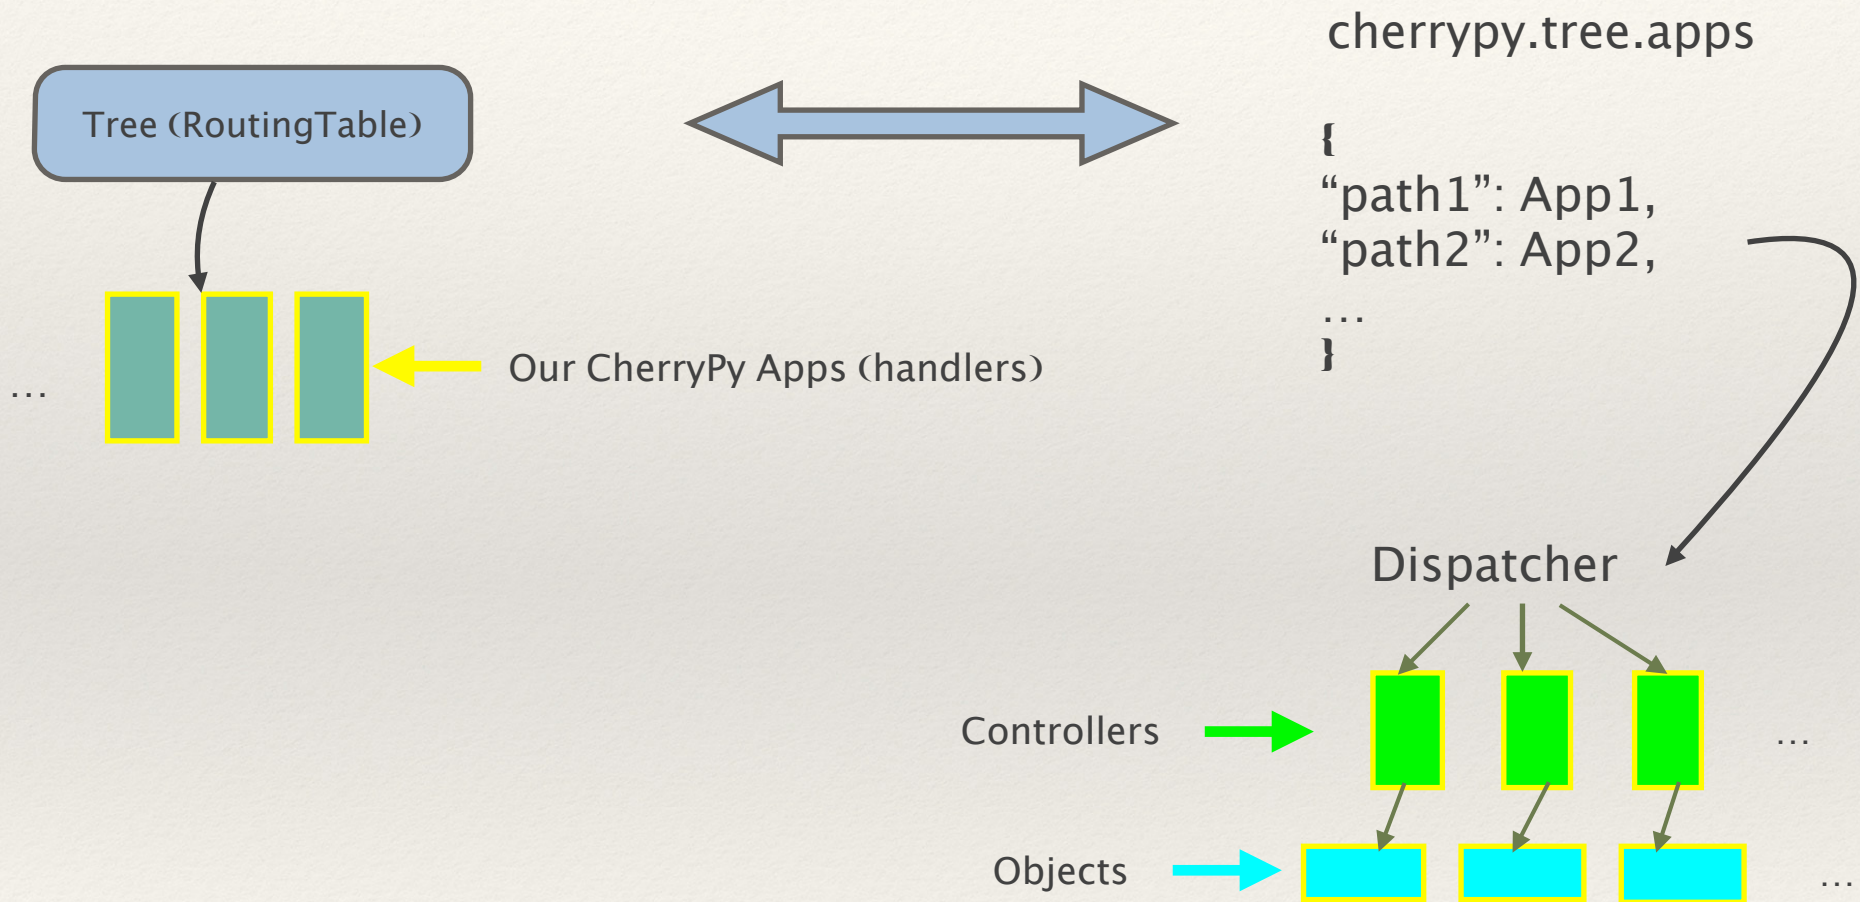 cherrypy.tree.apps
Tree (RoutingTable)
{
“path1”: App1,
“path2”: App2,
…
}
Our CherryPy Apps (handlers)
…
Dispatcher
Controllers
…
Objects
…